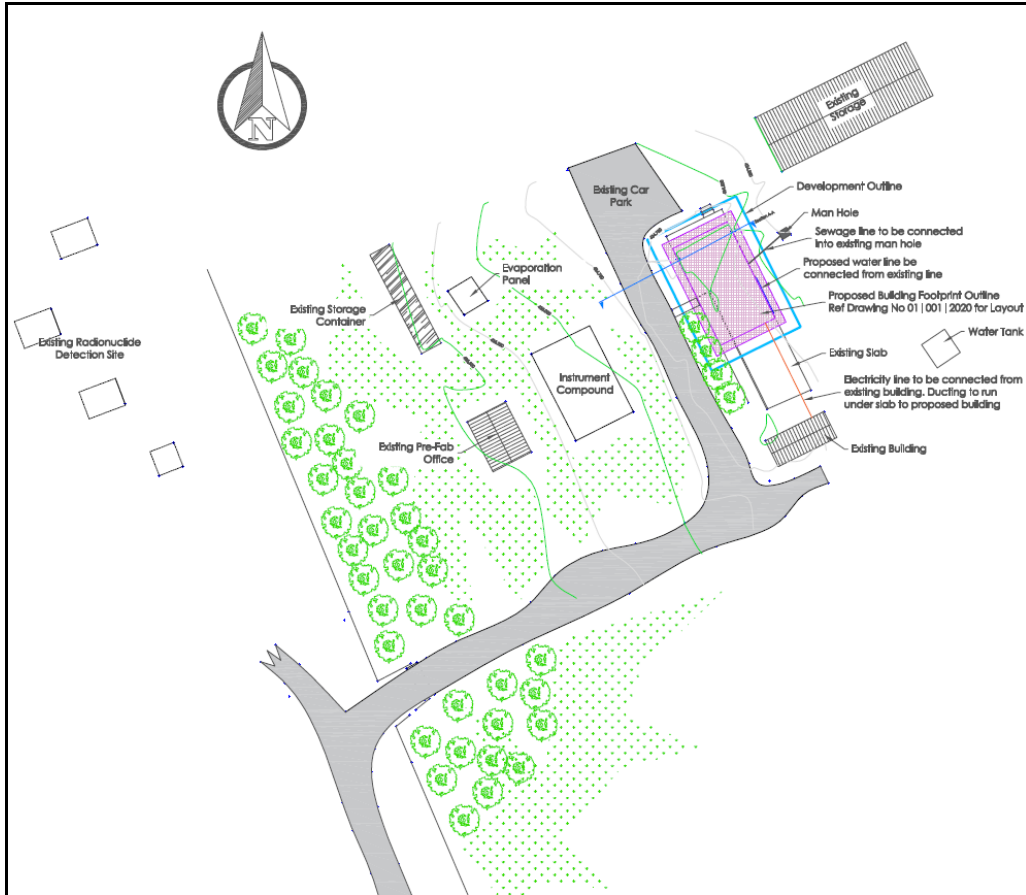 N
Existing
Storage
Existing Car
Park
Development Outline
Man Hole
Sewage line to be connected
into existing man hole
Proposed water line be
connected from existing line
Proposed Building Footprint Outline
Ref Drawing No 01 | 001 | 2020 for Layout
Water Tank
Existing Slab
Electricity line to be connected from
existing building. Ducting to run
under slab to proposed building
Existing Building
Evaporation
Panel
Existing Storage
Container
Instrument
Compound
Existing Radionuclide
Detection Site
Existing Pre-Fab
Office